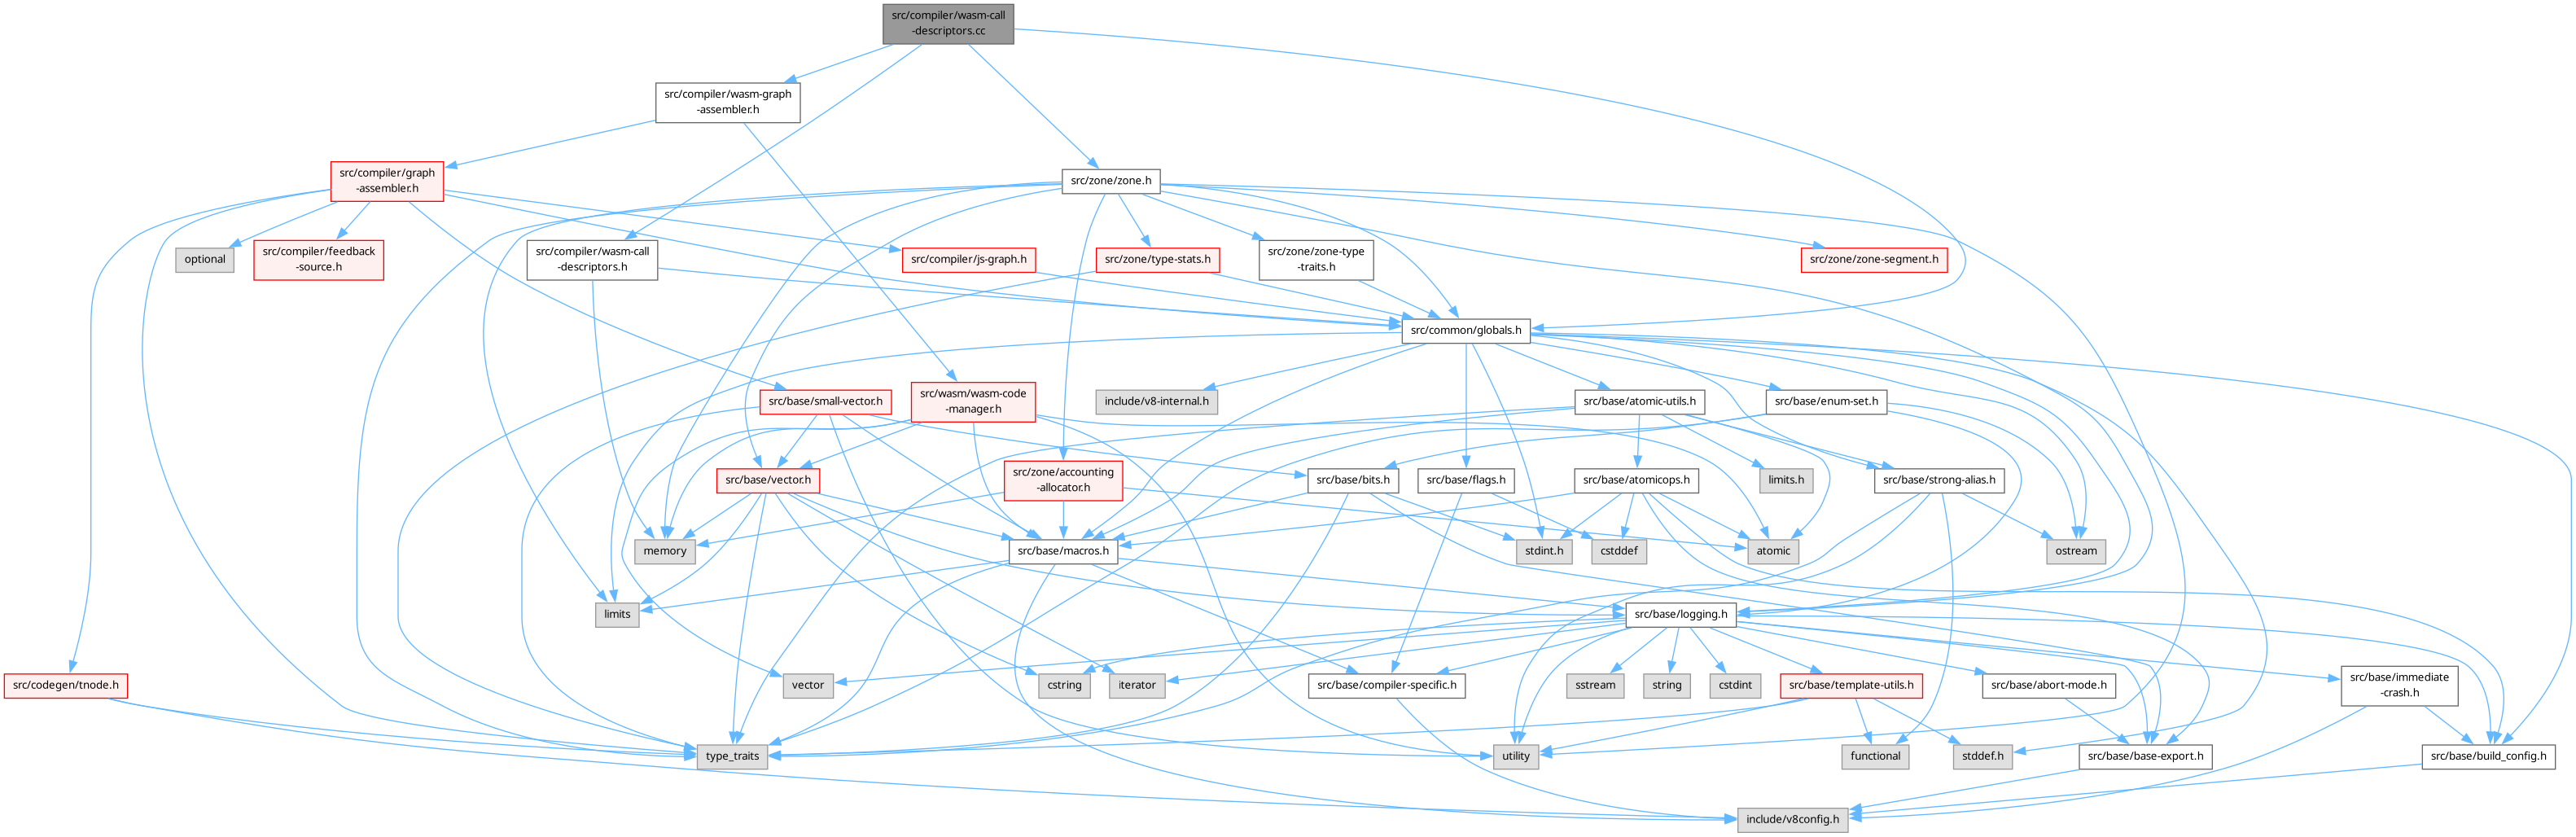 src/compiler/wasm-call
-descriptors.cc
src/compiler/wasm-graph
-assembler.h
src/compiler/graph
-assembler.h
src/zone/zone.h
optional
src/compiler/feedback
-source.h
src/compiler/wasm-call
-descriptors.h
src/compiler/js-graph.h
src/zone/type-stats.h
src/zone/zone-type
-traits.h
src/zone/zone-segment.h
src/common/globals.h
src/base/small-vector.h
src/wasm/wasm-code
-manager.h
include/v8-internal.h
src/base/atomic-utils.h
src/base/enum-set.h
src/base/vector.h
src/zone/accounting
-allocator.h
src/base/bits.h
src/base/flags.h
src/base/atomicops.h
limits.h
src/base/strong-alias.h
memory
src/base/macros.h
stdint.h
cstddef
atomic
ostream
limits
src/base/logging.h
src/codegen/tnode.h
vector
cstring
iterator
src/base/compiler-specific.h
sstream
string
cstdint
src/base/template-utils.h
src/base/abort-mode.h
src/base/immediate
-crash.h
type_traits
utility
functional
stddef.h
src/base/base-export.h
src/base/build_config.h
include/v8config.h